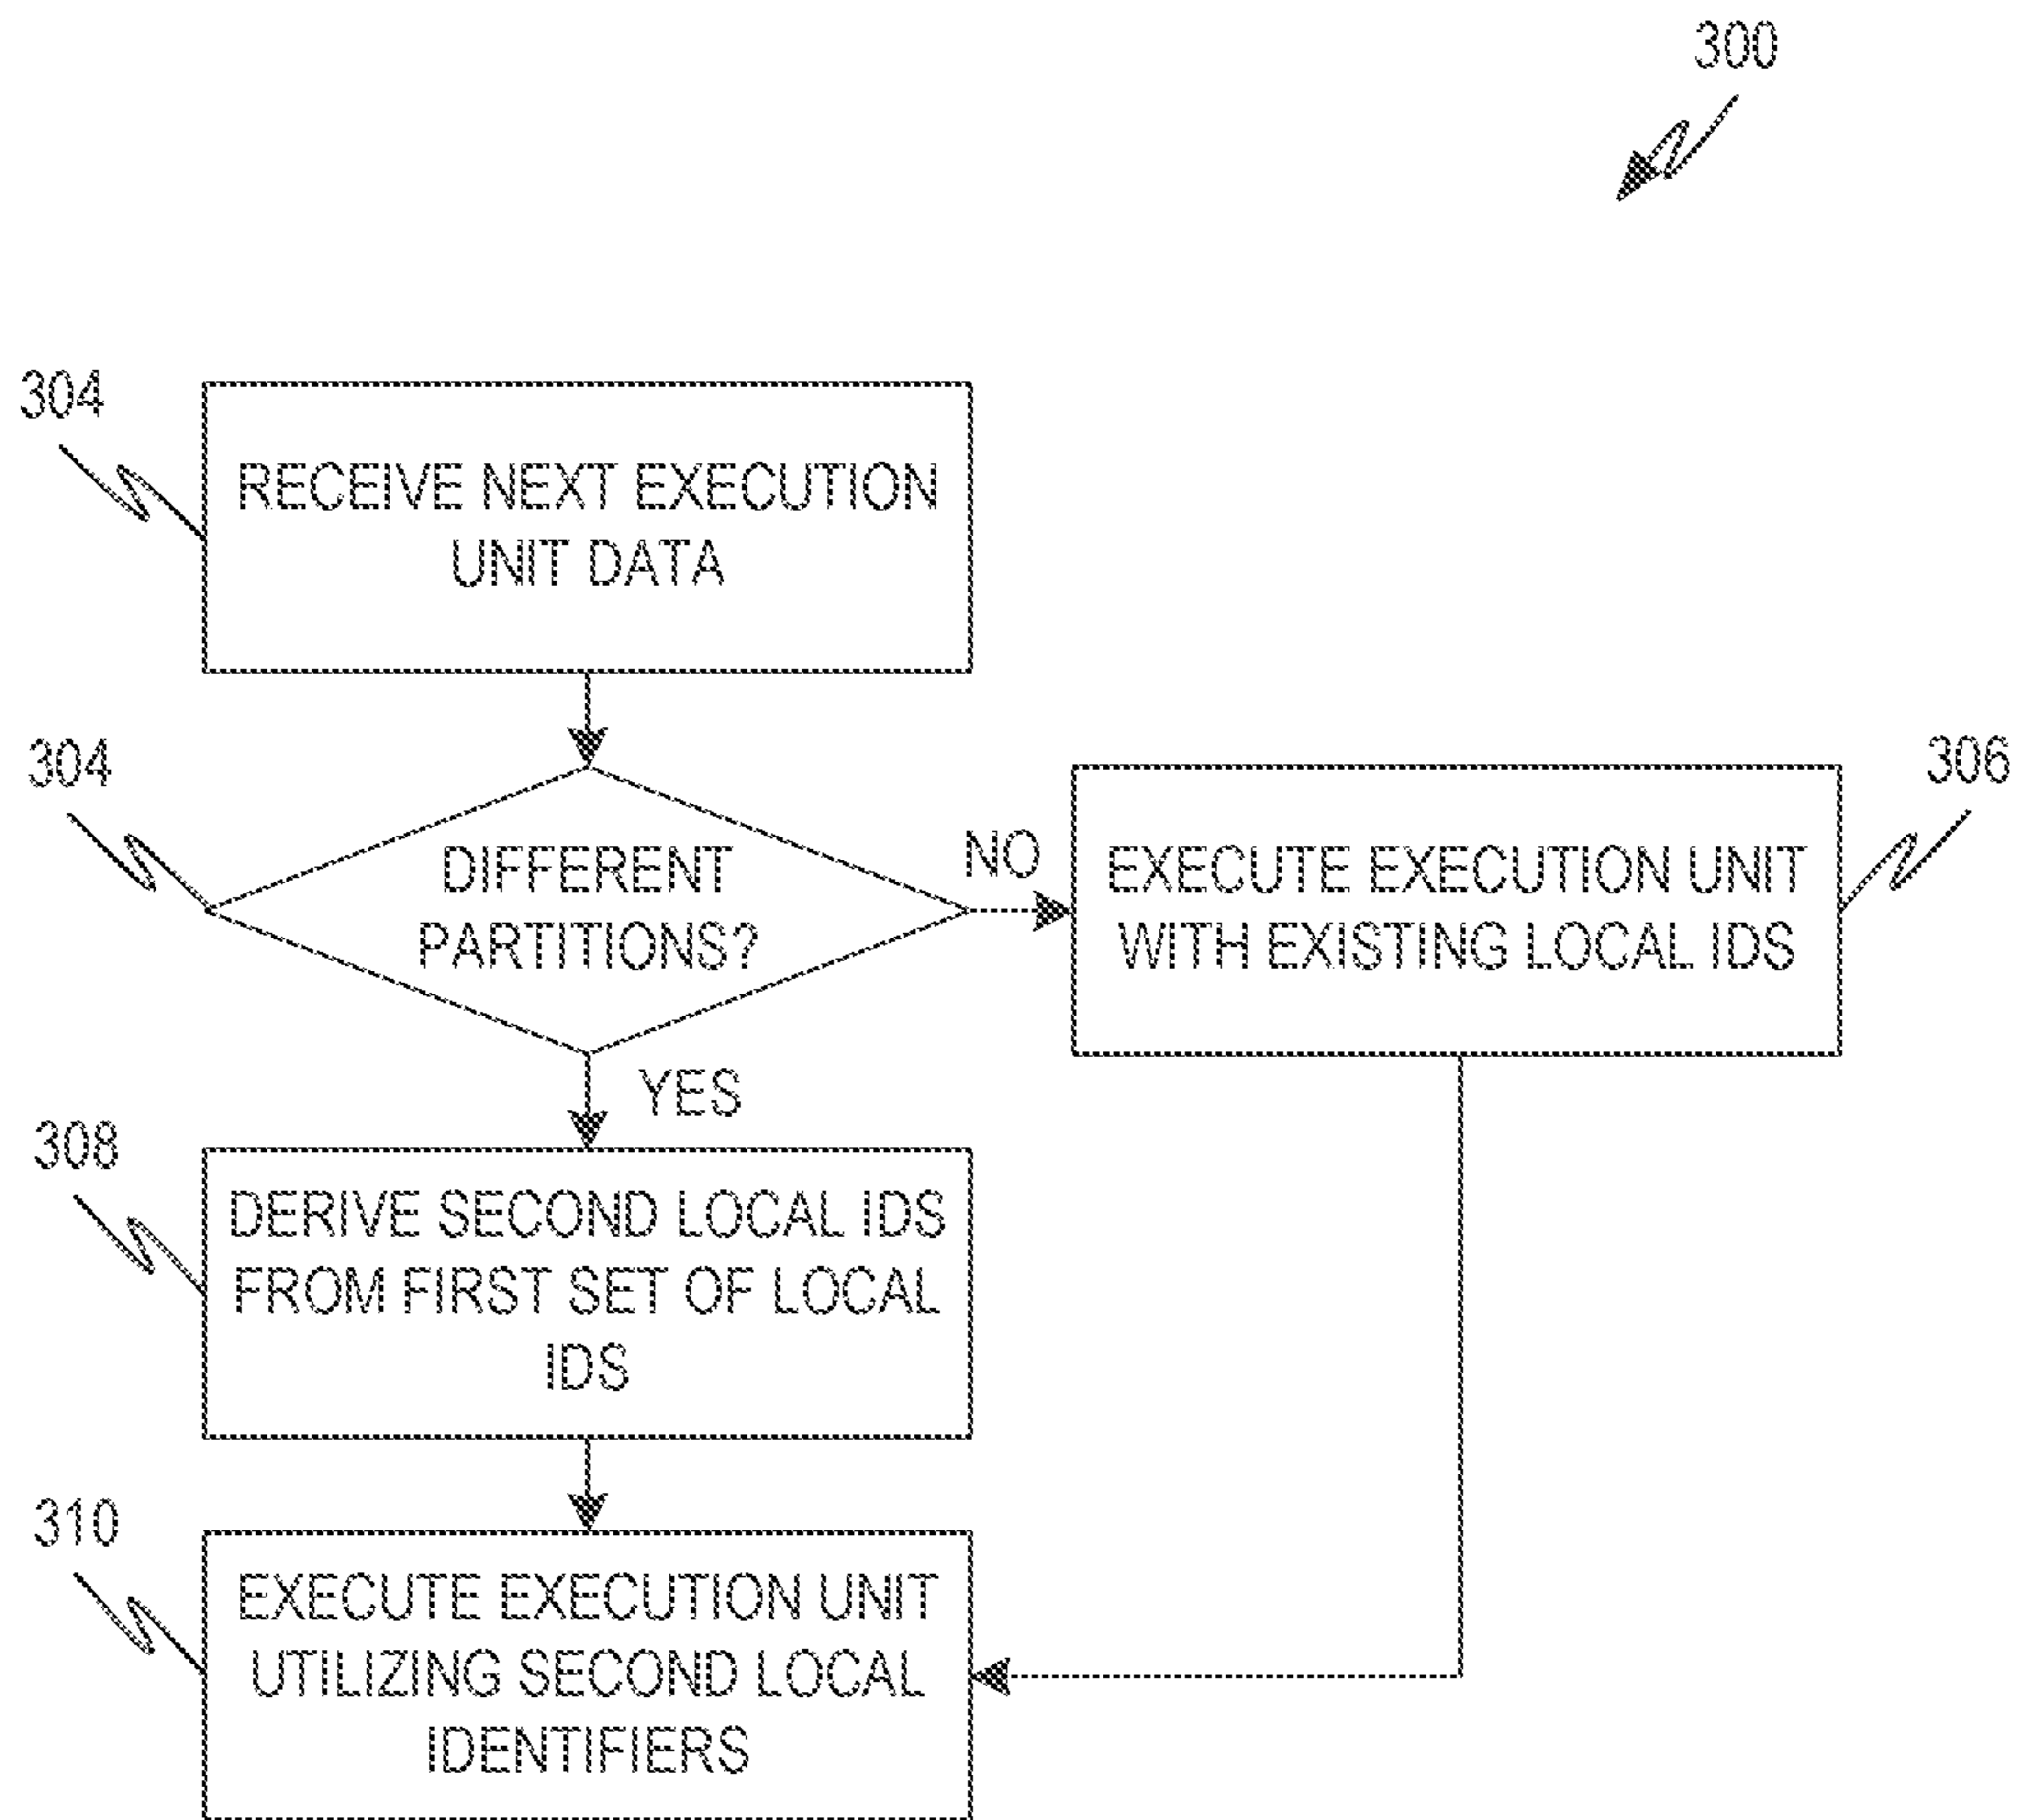 300
304
RECEIVE NEXT EXECUTION
UNIT DATA
304
DIFFERENT
PARTITIONS?
NO
306
EXECUTE EXECUTION UNIT
WITH EXISTING LOCAL IDS
YES
308
DERIVE SECOND LOCAL IDS
FROM FIRST SET OF LOCAL
IDS
310
EXECUTE EXECUTION UNIT
UTILIZING SECOND LOCAL
IDENTIFIERS